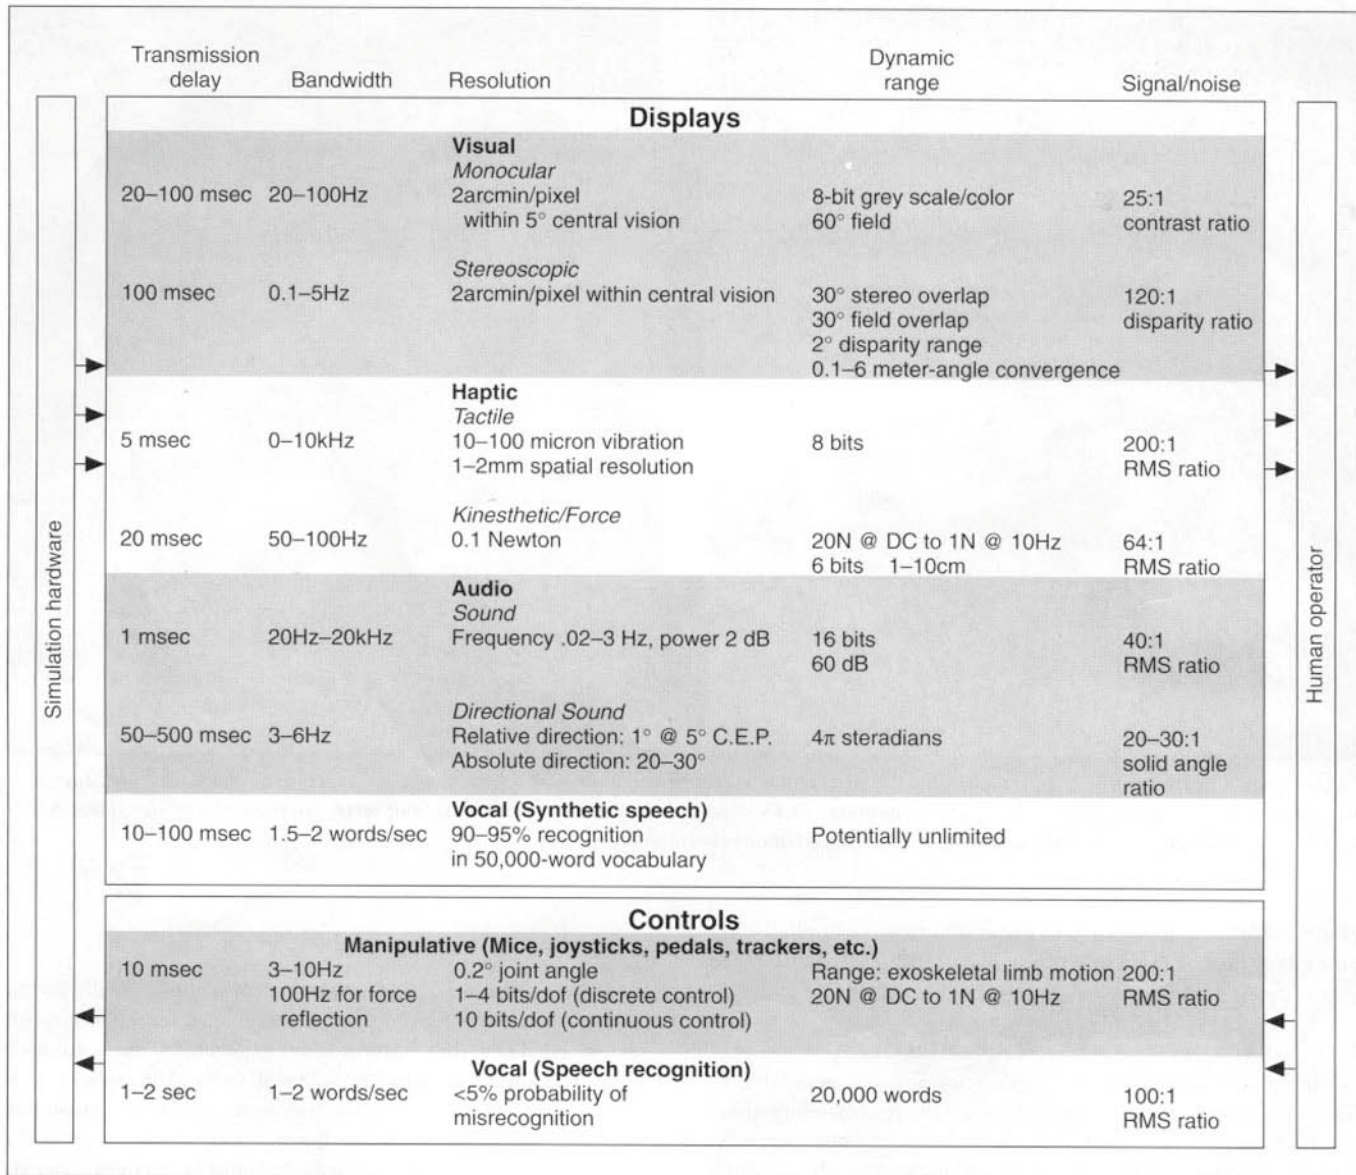 Transmission
delay Bandwidth Resolution Dynamic
range Signal/noise
Simulation hardware
Displays
Visual
Monocular
20–100 msec 20–100Hz 2arcmin/pixel 8-bit grey scale/color 25:1
within 5° central vision 60° field contrast ratio
Stereoscopic
100 msec 0.1–5Hz 2arcmin/pixel within central vision 30° stereo overlap 120:1
30° field overlap disparity ratio
2° disparity range
0.1–6 meter-angle convergence
Haptic
Tactile
5 msec 0–10kHz 10–100 micron vibration 8 bits 200:1
1–2mm spatial resolution RMS ratio
Kinesthetic/Force
20 msec 50–100Hz 0.1 Newton 20N @ DC to 1N @ 10Hz 64:1
6 bits 1–10cm RMS ratio
Audio
Sound
1 msec 20Hz–20kHz Frequency .02–3 Hz, power 2 dB 16 bits 40:1
60 dB RMS ratio
Directional Sound
50–500 msec 3–6Hz Relative direction: 1° @ 5° C.E.P. 4π steradians 20–30:1
Absolute direction: 20–30° solid angle
ratio
Vocal (Synthetic speech)
10–100 msec 1.5–2 words/sec 90–95% recognition Potentially unlimited
in 50,000-word vocabulary
Controls
Manipulative (Mice, joysticks, pedals, trackers, etc.)
10 msec 3–10Hz 0.2° joint angle Range: exoskeletal limb motion 200:1
100Hz for force 1–4 bits/dof (discrete control) 20N @ DC to 1N @ 10Hz RMS ratio
reflection 10 bits/dof (continuous control)
Vocal (Speech recognition)
1–2 sec 1–2 words/sec <5% probability of 20,000 words 100:1
misrecognition RMS ratio
Human operator